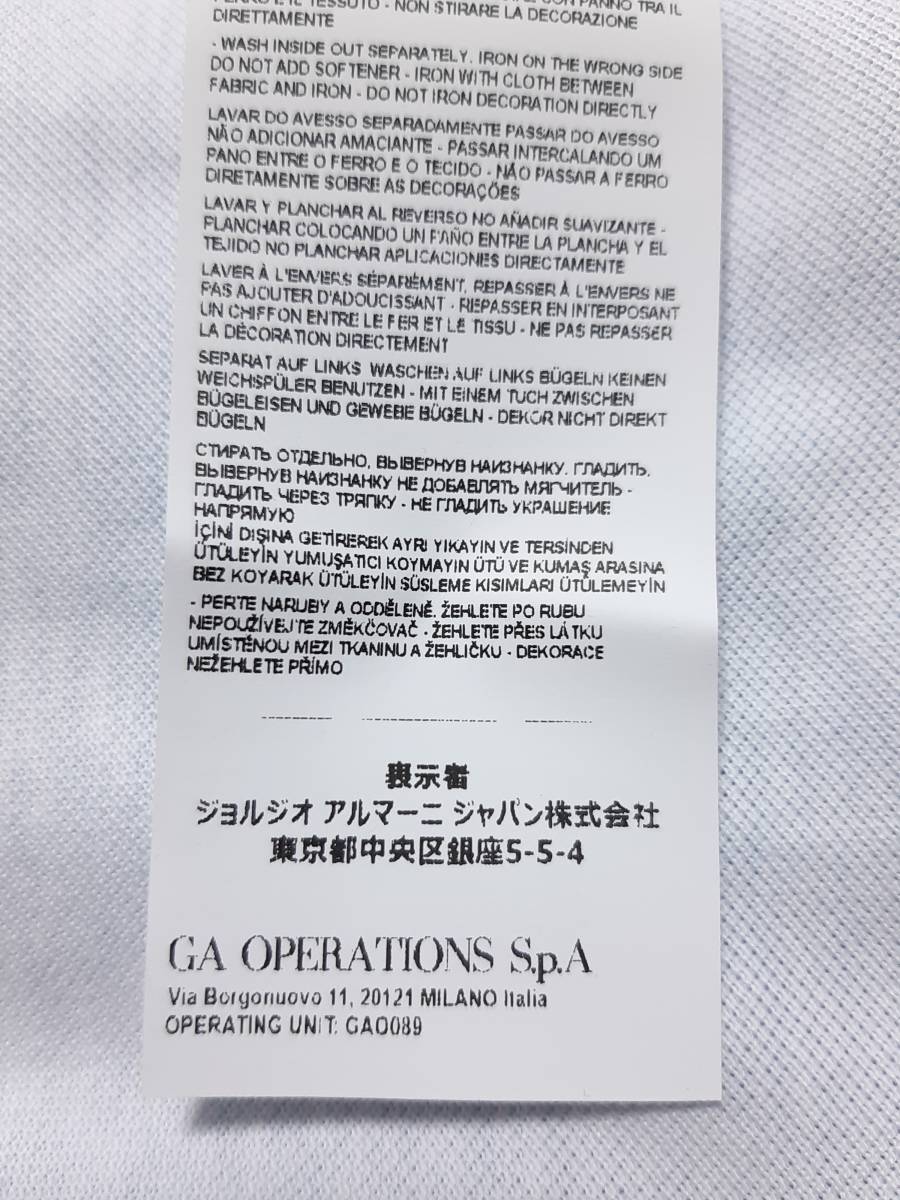 TESSUTO - NON STIRARE LA DECORAZIONE
DIRETTAMENTE
- WASH INSIDE OUT SEPARATELY. IRON ON THE WRONG SIDE
DO NOT ADD SOFTENER - IRON WITH CLOTH BETWEEN
FABRIC AND IRON - DO NOT IRON DECORATION DIRECTLY
LAVAR DO AVESSO SEPARADAMENTE PASSAR DO AVESSO
NÃO ADICIONAR AMACIANTE - PASSAR INTERCALANDO UM
PANO ENTRE O FERRO E O TECIDO - NÃO PASSAR A FERRO
DIRETAMENTE SOBRE AS DECORAÇÕES
LAVAR Y PLANCHAR AL REVERSO NO AÑADIR SUAVIZANTE -
PLANCHAR COLOCANDO UN PAÑO ENTRE LA PLANCHA Y EL
TEJIDO NO PLANCHAR APLICACIONES DIRECTAMENTE
LAVER À L'ENVERS SÉPARÉMENT, REPASSER À L'ENVERS NE
PAS AJOUTER D'ADOUCISSANT - REPASSER EN INTERPOSANT
UN CHIFFON ENTRE LE FER ET LE TISSU - NE PAS REPASSER
LA DÉCORATION DIRECTEMENT
SEPARAT AUF LINKS WASCHEN AUF LINKS BÜGELN KEINEN
WEICHSPÜLER BENUTZEN - MIT EINEM TUCH ZWISCHEN
BÜGELEISEN UND GEWEBE BÜGELN - DEKOR NICHT DIREKT
BÜGELN
СТИРАТЬ ОТДЕЛЬНО, ВЫВЕРНУВ НАИЗНАНКУ. ГЛАДИТЬ,
ВЫВЕРНУВ НАИЗНАНКУ НЕ ДОБАВЛЯТЬ МЯГЧИТЕЛЬ -
ГЛАДИТЬ ЧЕРЕЗ ТРЯПКУ - НЕ ГЛАДИТЬ УКРАШЕНИЕ
НАПРЯМУЮ
İÇİNİ DIŞINA GETİREREK AYRI YIKAYIN VE TERSİNDEN
ÜTÜLEYİN YUMUŞATICI KOYMAYIN ÜTÜ VE KUMAŞ ARASINA
BEZ KOYARAK ÜTÜLEYİN SÜSLEME KISIMLARI ÜTÜLEMEYİN
- PERTE NARUBY A ODDĚLENĚ. ŽEHLETE PO RUBU
NEPOUŽÍVEJTE ZMĚKČOVAČ - ŽEHLETE PŘES LÁTKU
UMÍSTĚNOU MEZI TKANINU A ŽEHLIČKU - DEKORACE
NEŽEHLETE PŘÍMO
表示者
ジョルジオ アルマーニ ジャパン株式会社
東京都中央区銀座5-5-4
GA OPERATIONS S.p.A
Via Borgonuovo 11, 20121 MILANO Italia
OPERATING UNIT: GAO089